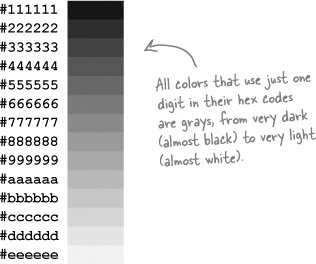 #111111
#222222
#333333
#444444
#555555
#666666
#777777
#888888
#999999
#aaaaaa
#bbbbbb
#cccccc
#dddddd
#eeeeee
All colors that use just one
digit in their hex codes
are grays, from very dark
(almost black) to very light
(almost white).